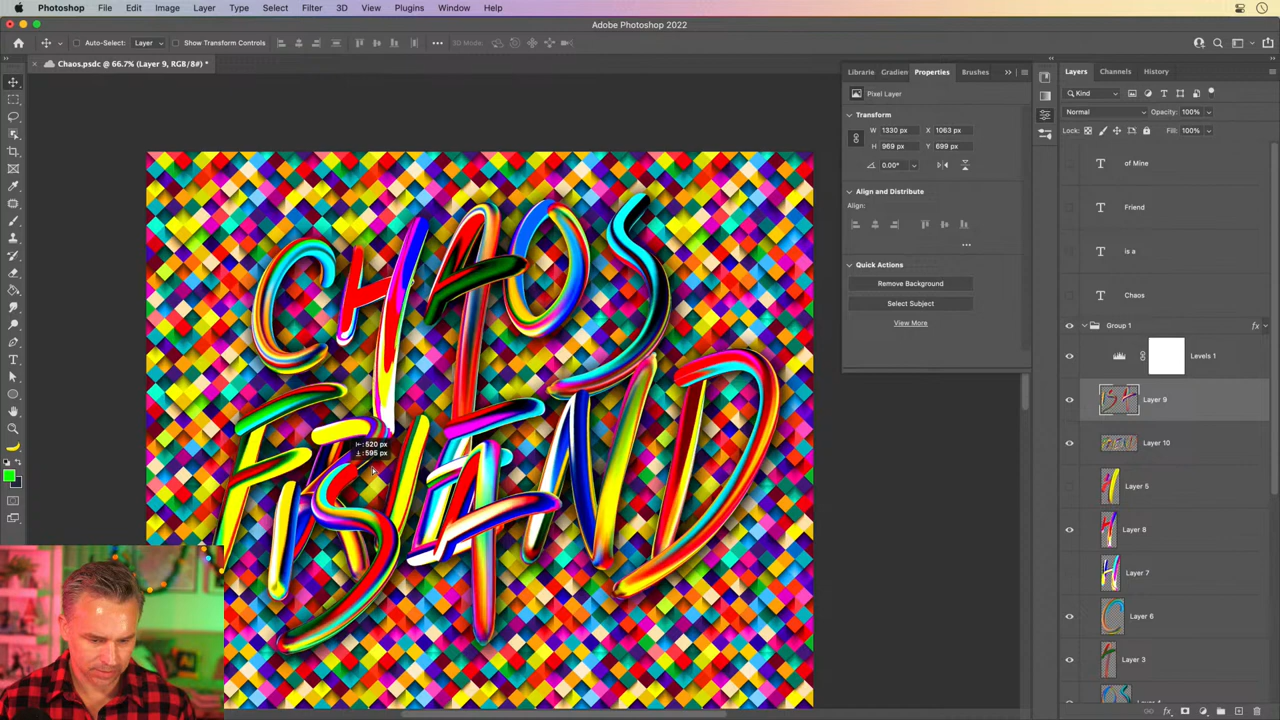 Photoshop File Edit Image Layer Type Select Filter 3D View Plugins Window Help
Adobe Photoshop 2022
Auto-Select: Layer Show Transform Controls 3D Mode:
Chaos.psdc @ 66.7% (Layer 9, RGB/8#) *
Librarie Gradien Properties Brushes
Pixel Layer
Transform
W 1330 px X 1063 px
H 969 px Y 699 px
0.00°
Align and Distribute
Align:
Quick Actions
Remove Background
Select Subject
View More
Layers Channels History
Kind
Normal Opacity: 100%
Lock: Fill: 100%
T of Mine
T Friend
T is a
T Chaos
Group 1 fx
Levels 1
Layer 9
Layer 10
Layer 5
Layer 8
Layer 7
Layer 6
Layer 3
CHAOS
FRIEND
IS A
: 520 px
: 595 px